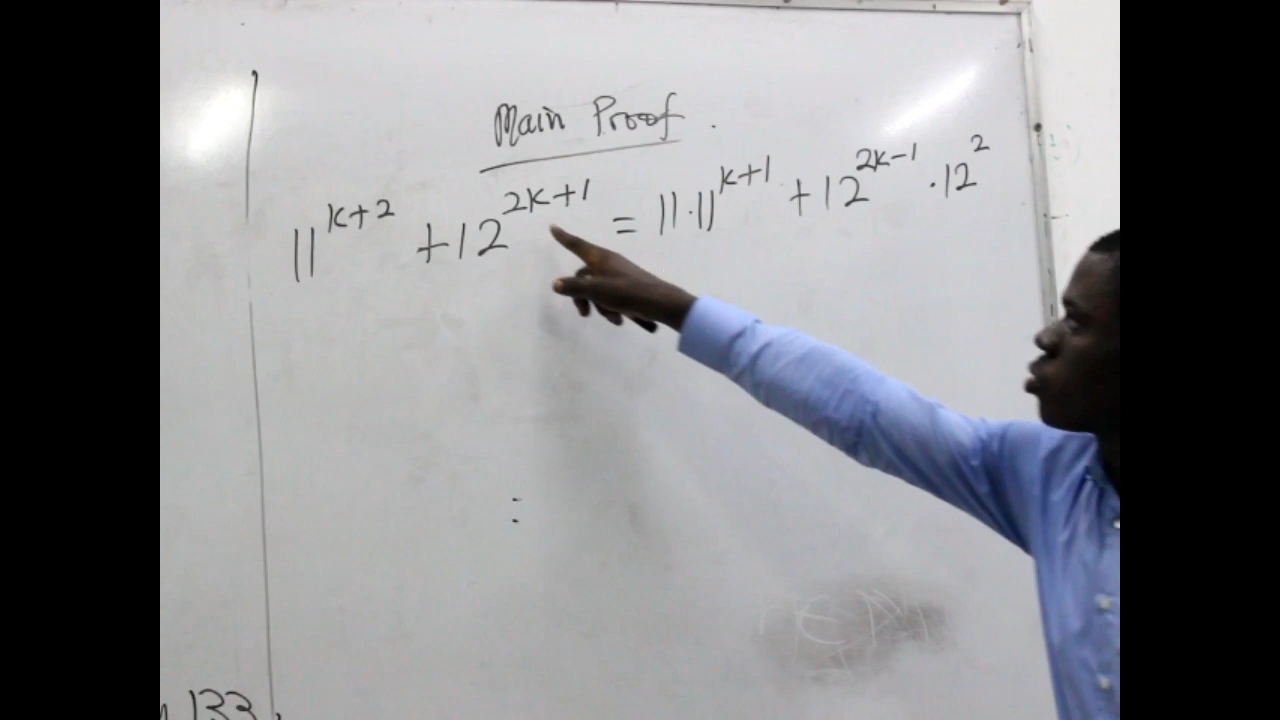 Main Proof.
11^{k+2} + 12^{2k+1} = 11·11^{k+1} + 12^{2k-1} · 12^2
:
133